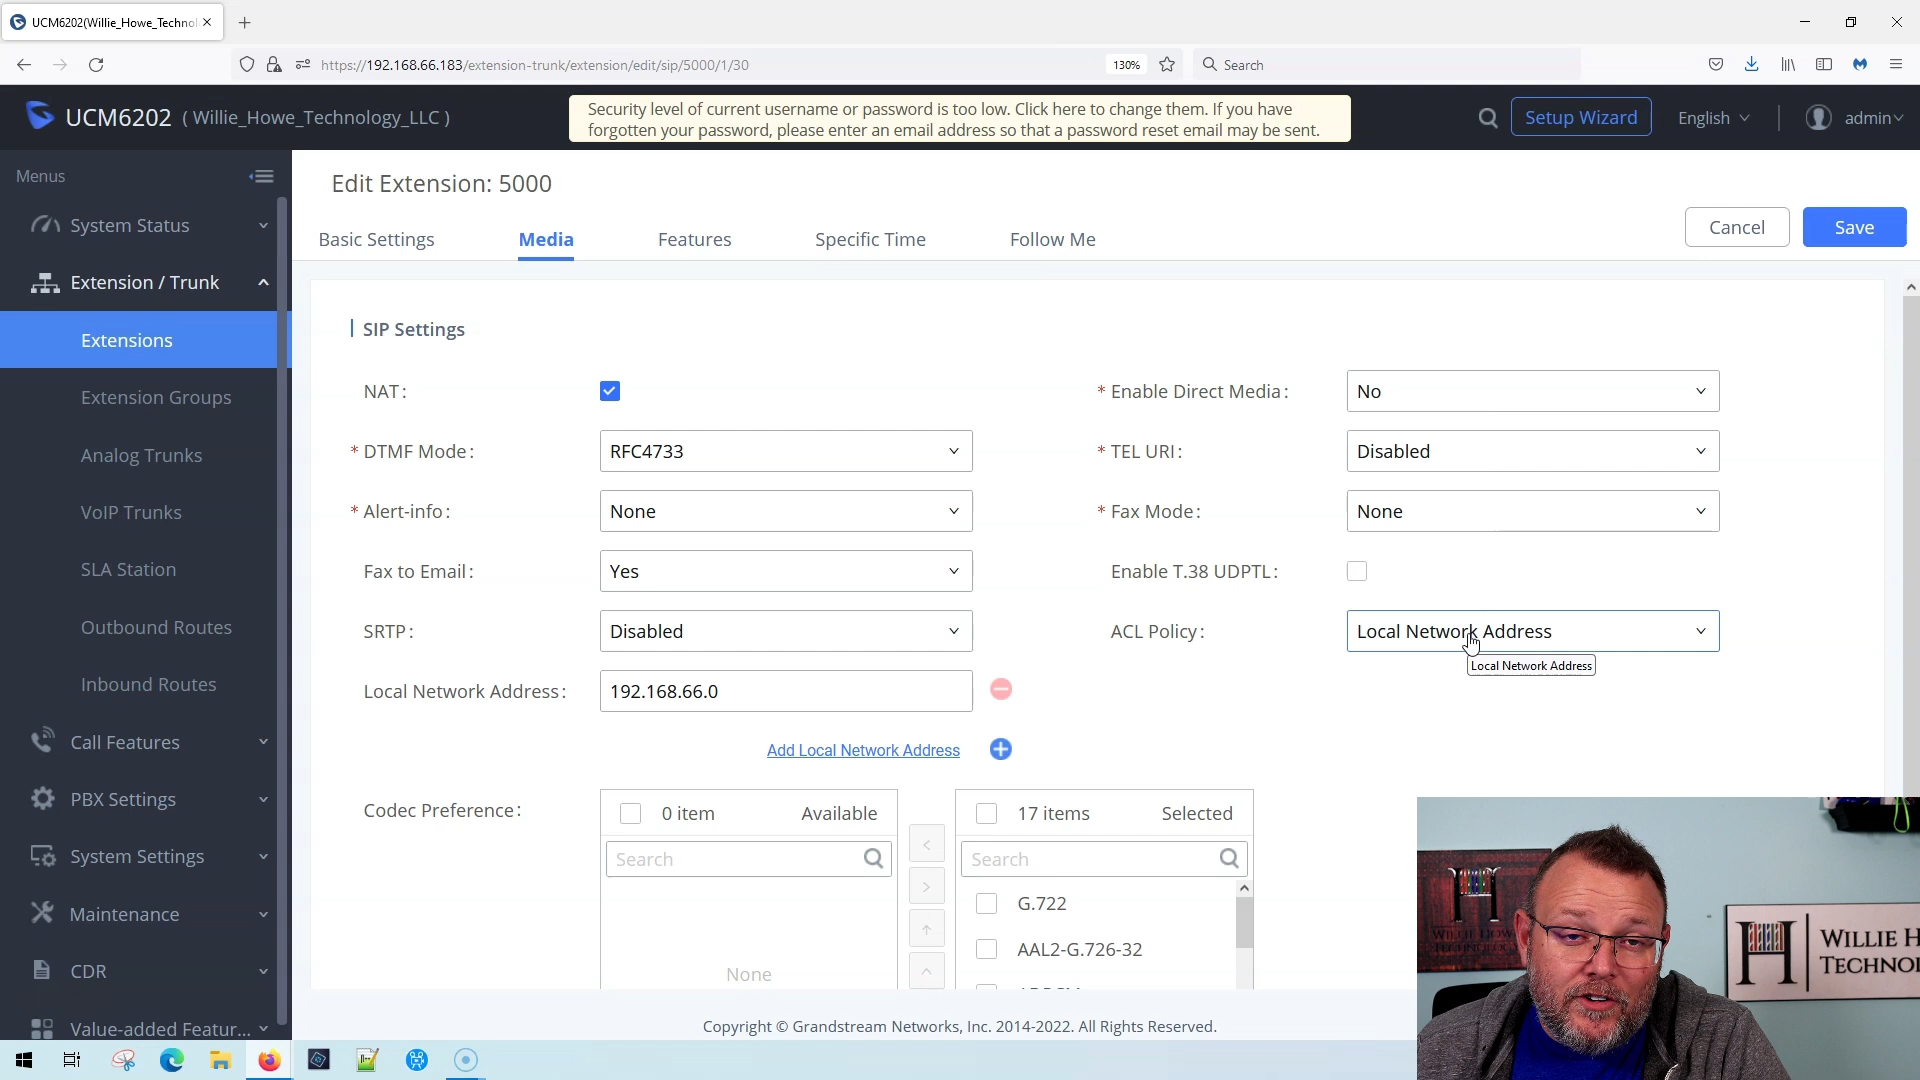 UCM6202(Willie_Howe_Technol
https://192.168.66.183/extension-trunk/extension/edit/sip/5000/1/30
130%
Search
UCM6202 ( Willie_Howe_Technology_LLC )
Security level of current username or password is too low. Click here to change them. If you have
forgotten your password, please enter an email address so that a password reset email may be sent.
Setup Wizard
English
admin
Menus
System Status
Extension / Trunk
Extensions
Extension Groups
Analog Trunks
VoIP Trunks
SLA Station
Outbound Routes
Inbound Routes
Call Features
PBX Settings
System Settings
Maintenance
CDR
Value-added Featur...
Edit Extension: 5000
Cancel
Save
Basic Settings
Media
Features
Specific Time
Follow Me
SIP Settings
NAT:
* Enable Direct Media:
No
* DTMF Mode:
RFC4733
* TEL URI:
Disabled
* Alert-info:
None
* Fax Mode:
None
Fax to Email:
Yes
Enable T.38 UDPTL:
SRTP:
Disabled
ACL Policy:
Local Network Address
Local Network Address
Local Network Address:
192.168.66.0
Add Local Network Address
Codec Preference:
0 item
Available
Search
None
17 items
Selected
Search
G.722
AAL2-G.726-32
Copyright © Grandstream Networks, Inc. 2014-2022. All Rights Reserved.
WILLIE H
TECHNOL